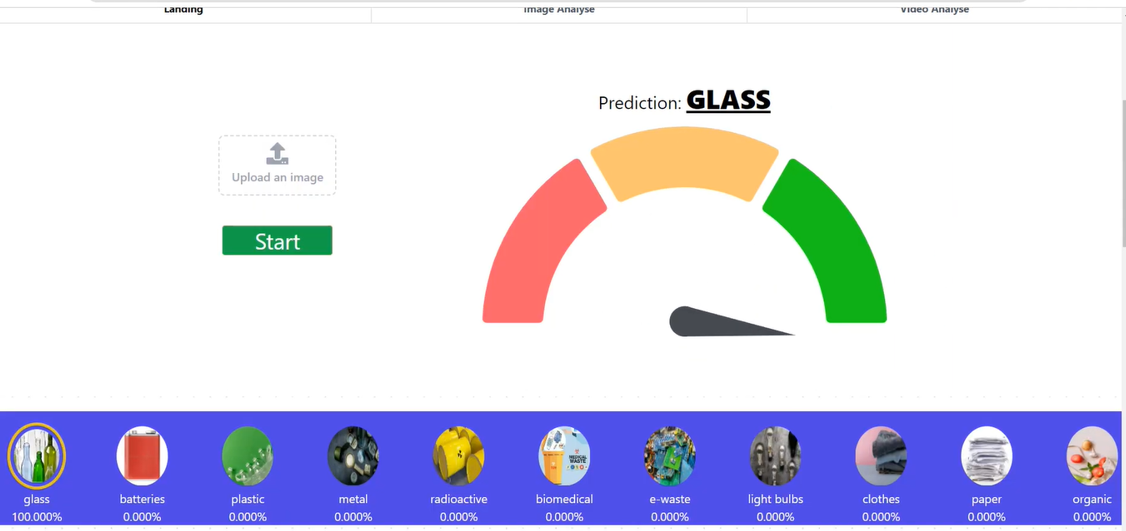 Landing
Image Analyse
Video Analyse
Prediction: GLASS
Upload an image
Start
glass
batteries
plastic
metal
radioactive
biomedical
e-waste
light bulbs
clothes
paper
organic
100.000%
0.000%
0.000%
0.000%
0.000%
0.000%
0.000%
0.000%
0.000%
0.000%
0.000%